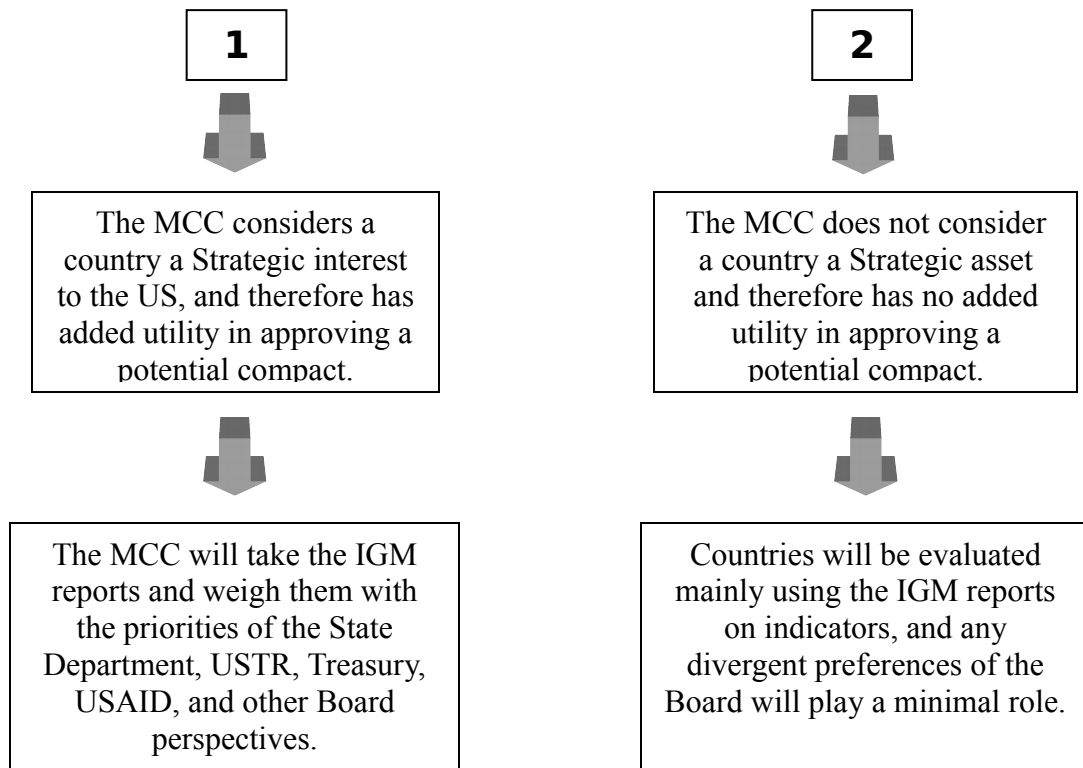 1
The MCC considers a
country a Strategic interest
to the US, and therefore has
added utility in approving a
potential compact.
The MCC will take the IGM
reports and weigh them with
the priorities of the State
Department, USTR, Treasury,
USAID, and other Board
perspectives.
2
The MCC does not consider
a country a Strategic asset
and therefore has no added
utility in approving a
potential compact.
Countries will be evaluated
mainly using the IGM reports
on indicators, and any
divergent preferences of the
Board will play a minimal role.